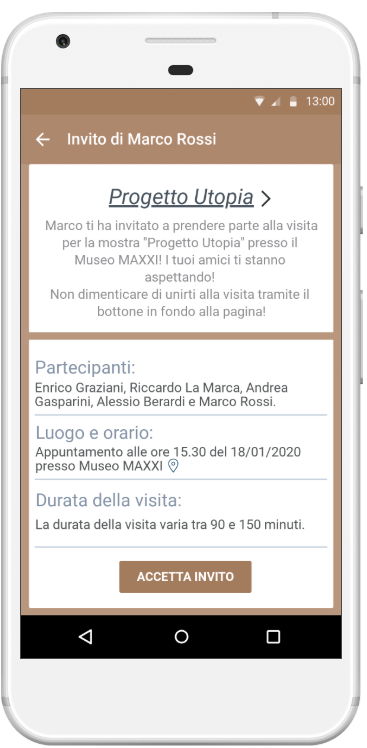 13:00
Invito di Marco Rossi
Progetto Utopia
Marco ti ha invitato a prendere parte alla visita
per la mostra "Progetto Utopia" presso il
Museo MAXXI! I tuoi amici ti stanno
aspettando!
Non dimenticare di unirti alla visita tramite il
bottone in fondo alla pagina!
Partecipanti:
Enrico Graziani, Riccardo La Marca, Andrea
Gasparini, Alessio Berardi e Marco Rossi.
Luogo e orario:
Appuntamento alle ore 15.30 del 18/01/2020
presso Museo MAXXI
Durata della visita:
La durata della visita varia tra 90 e 150 minuti.
ACCETTA INVITO